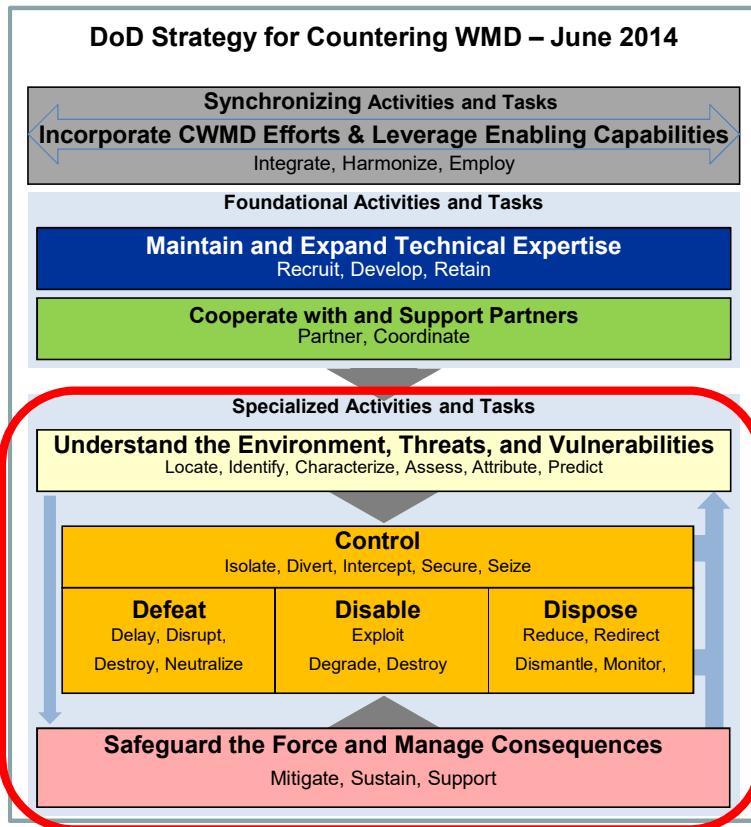 DoD Strategy for Countering WMD – June 2014
Synchronizing Activities and Tasks
Incorporate CWMD Efforts & Leverage Enabling Capabilities
Integrate, Harmonize, Employ
Foundational Activities and Tasks
Maintain and Expand Technical Expertise
Recruit, Develop, Retain
Cooperate with and Support Partners
Partner, Coordinate
Specialized Activities and Tasks
Understand the Environment, Threats, and Vulnerabilities
Locate, Identify, Characterize, Assess, Attribute, Predict
Control
Isolate, Divert, Intercept, Secure, Seize
Defeat
Delay, Disrupt,
Destroy, Neutralize
Disable
Exploit
Degrade, Destroy
Dispose
Reduce, Redirect
Dismantle, Monitor,
Safeguard the Force and Manage Consequences
Mitigate, Sustain, Support